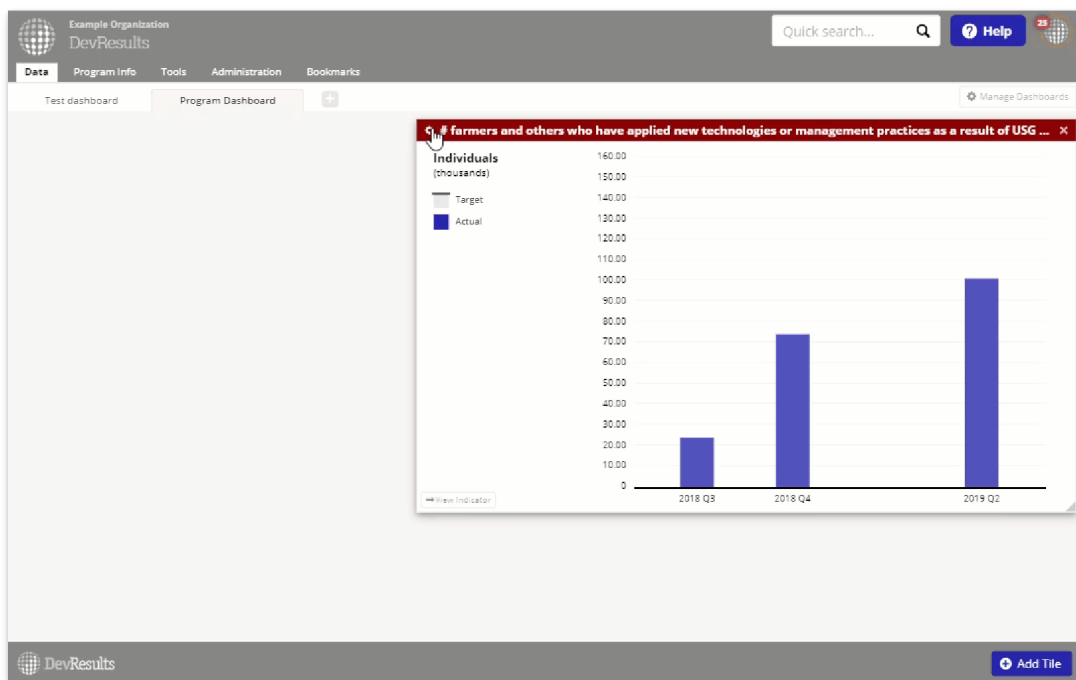 Example Organization
DevResults
Quick search...
Help
25
Data Program Info Tools Administration Bookmarks
Test dashboard Program Dashboard
Manage Dashboards
# farmers and others who have applied new technologies or management practices as a result of USG ...
Individuals
(thousands)
Target
Actual
160.00
150.00
140.00
130.00
120.00
110.00
100.00
90.00
80.00
70.00
60.00
50.00
40.00
30.00
20.00
10.00
0
2018 Q3 2018 Q4 2019 Q2
View Indicator
DevResults
Add Tile